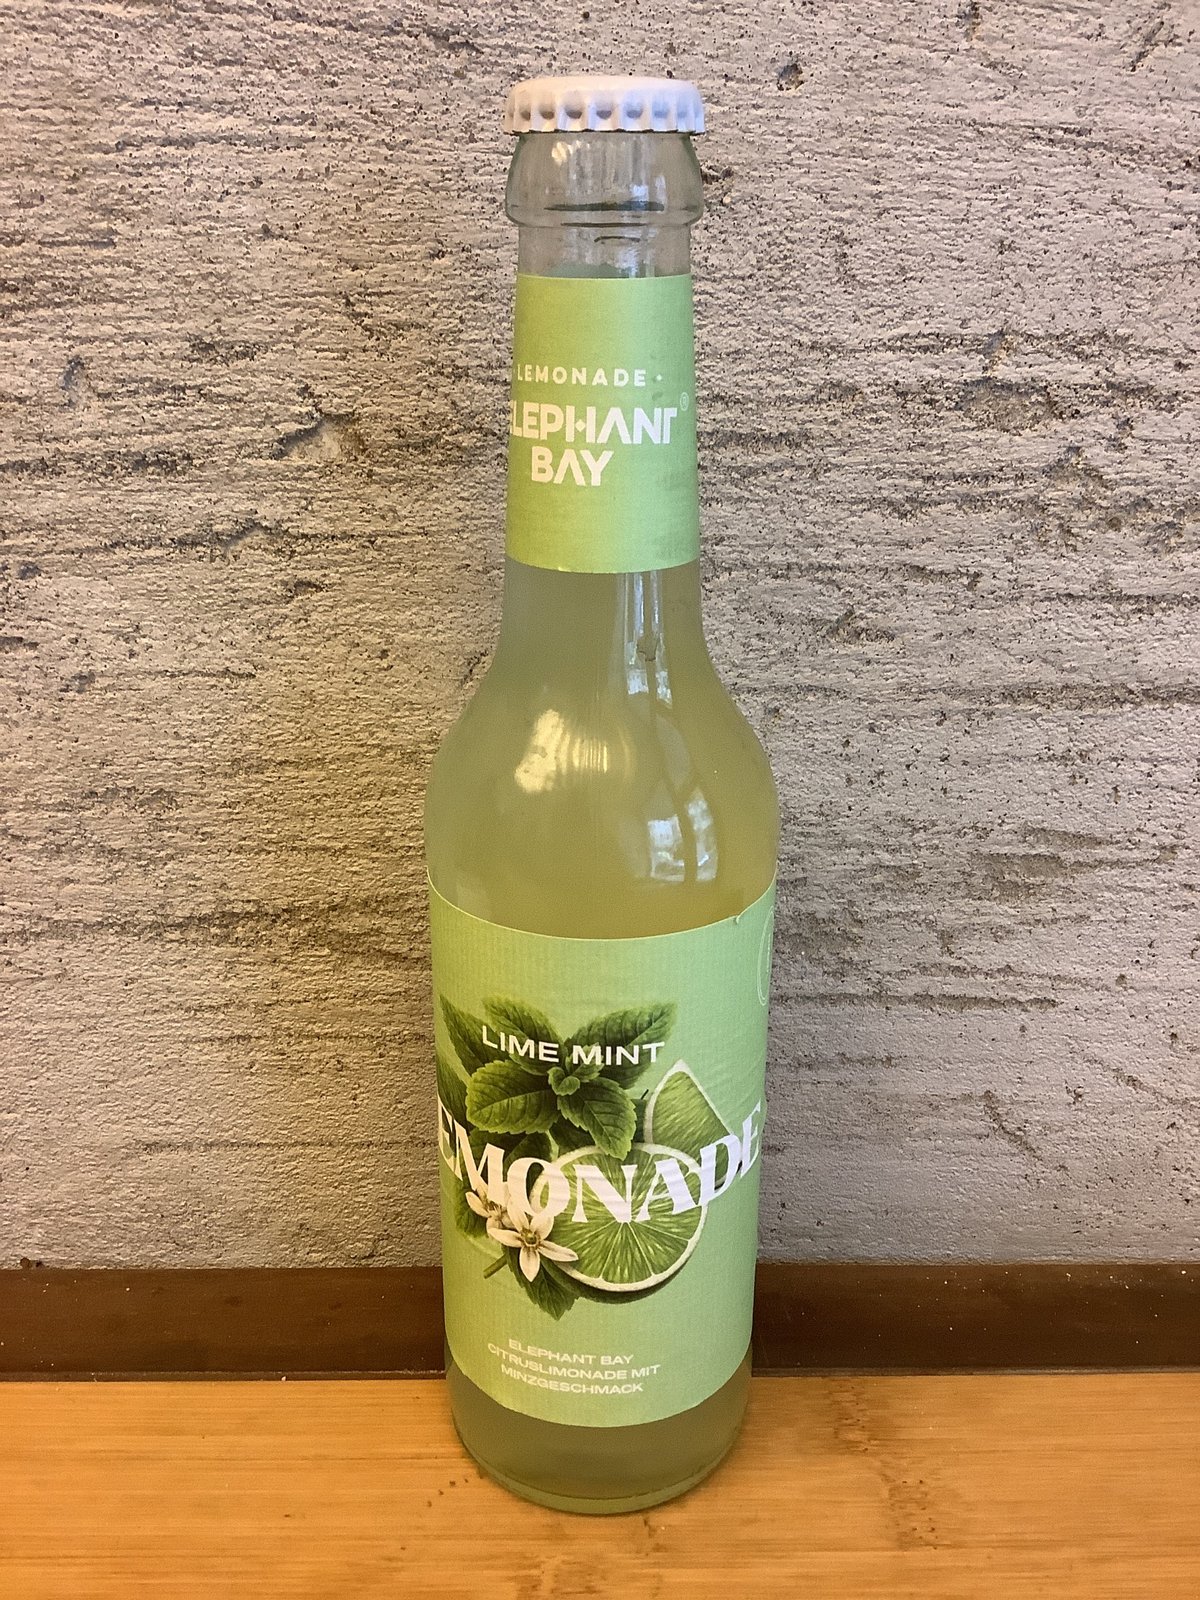 LEMONADE
ELEPHANT®
BAY
LIME MINT
LEMONADE
ELEPHANT BAY
CITRUSLIMONADE MIT
MINZGESCHMACK